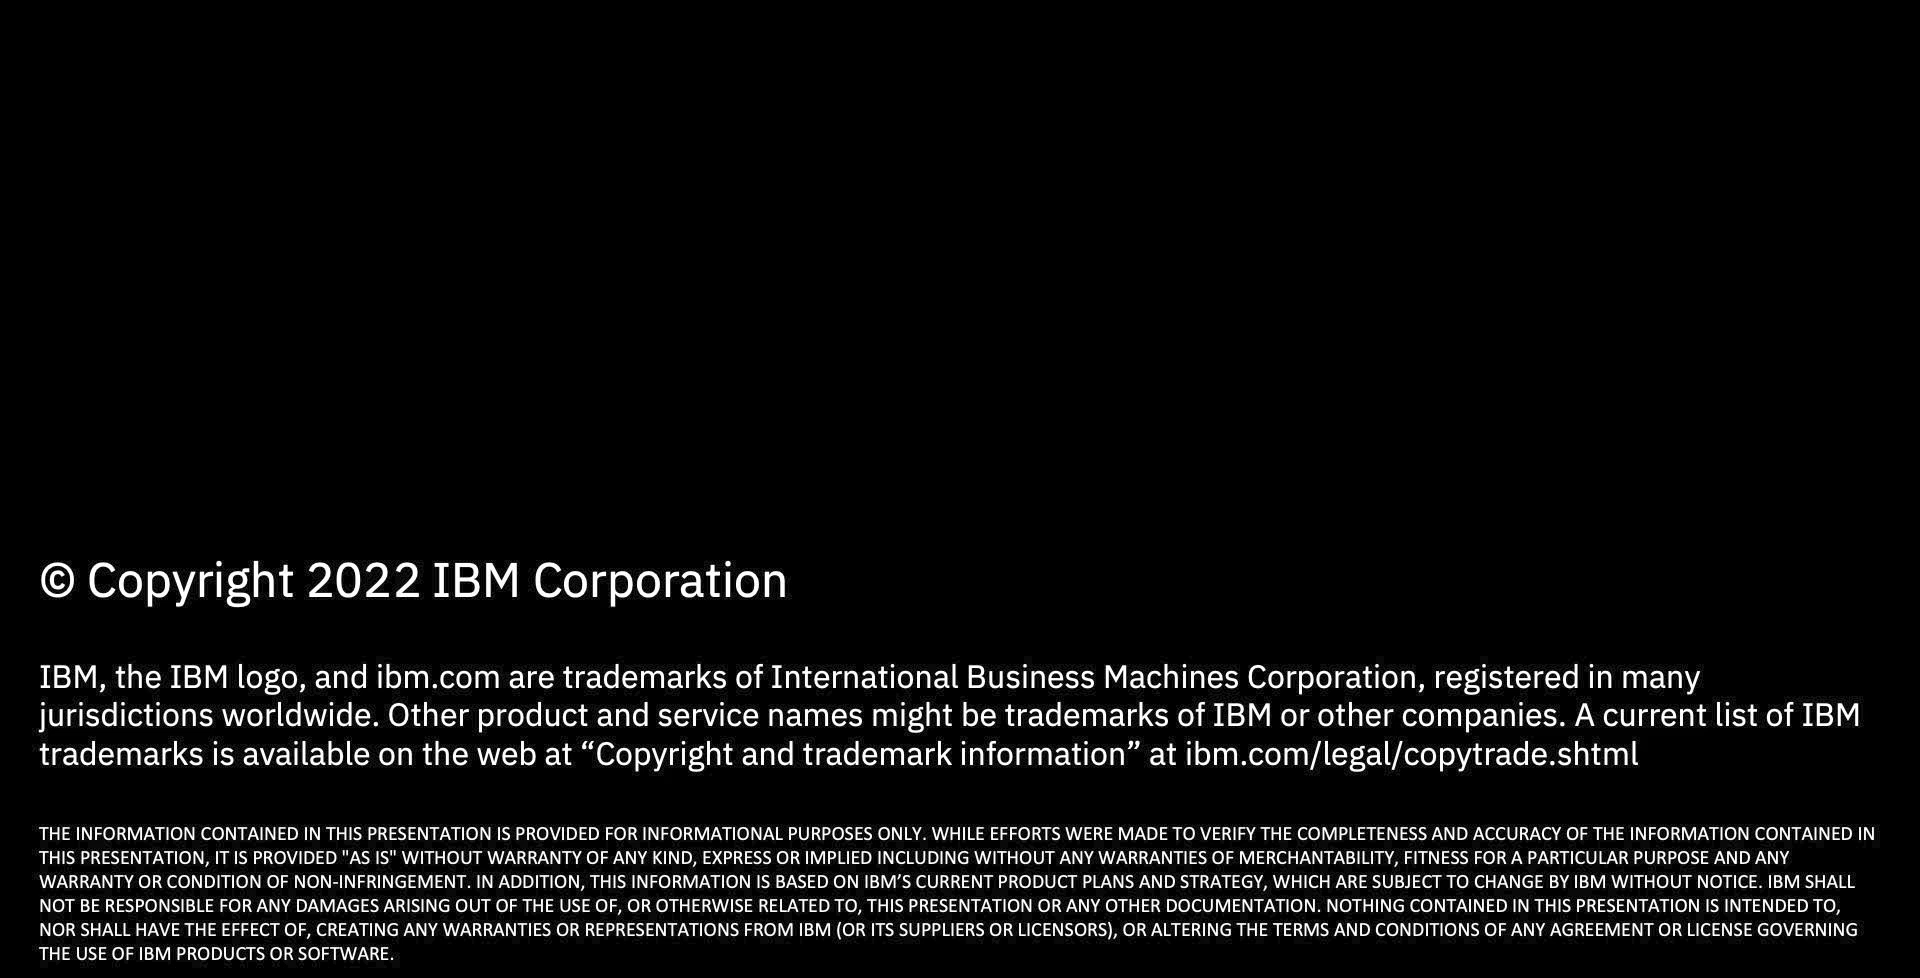 © Copyright 2022 IBM Corporation
IBM, the IBM logo, and ibm.com are trademarks of International Business Machines Corporation, registered in many
jurisdictions worldwide. Other product and service names might be trademarks of IBM or other companies. A current list of IBM
trademarks is available on the web at “Copyright and trademark information” at ibm.com/legal/copytrade.shtml
THE INFORMATION CONTAINED IN THIS PRESENTATION IS PROVIDED FOR INFORMATIONAL PURPOSES ONLY. WHILE EFFORTS WERE MADE TO VERIFY THE COMPLETENESS AND ACCURACY OF THE INFORMATION CONTAINED IN
THIS PRESENTATION, IT IS PROVIDED "AS IS" WITHOUT WARRANTY OF ANY KIND, EXPRESS OR IMPLIED INCLUDING WITHOUT ANY WARRANTIES OF MERCHANTABILITY, FITNESS FOR A PARTICULAR PURPOSE AND ANY
WARRANTY OR CONDITION OF NON-INFRINGEMENT. IN ADDITION, THIS INFORMATION IS BASED ON IBM’S CURRENT PRODUCT PLANS AND STRATEGY, WHICH ARE SUBJECT TO CHANGE BY IBM WITHOUT NOTICE. IBM SHALL
NOT BE RESPONSIBLE FOR ANY DAMAGES ARISING OUT OF THE USE OF, OR OTHERWISE RELATED TO, THIS PRESENTATION OR ANY OTHER DOCUMENTATION. NOTHING CONTAINED IN THIS PRESENTATION IS INTENDED TO,
NOR SHALL HAVE THE EFFECT OF, CREATING ANY WARRANTIES OR REPRESENTATIONS FROM IBM (OR ITS SUPPLIERS OR LICENSORS), OR ALTERING THE TERMS AND CONDITIONS OF ANY AGREEMENT OR LICENSE GOVERNING
THE USE OF IBM PRODUCTS OR SOFTWARE.